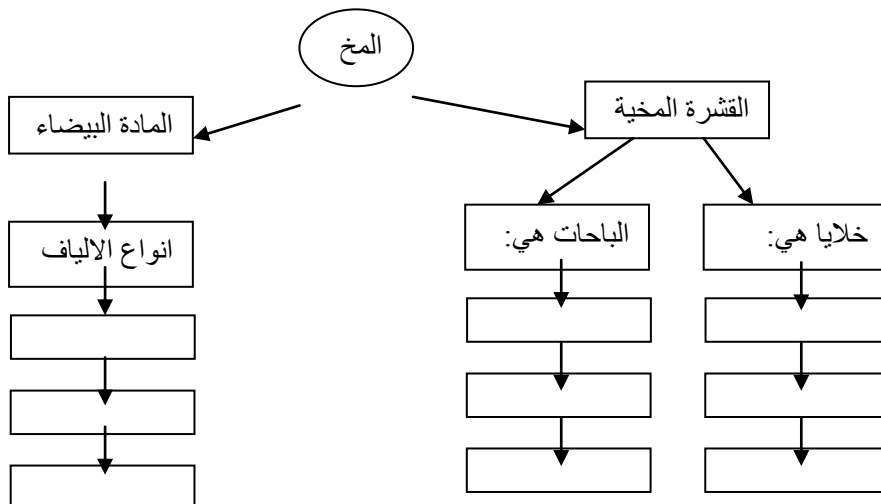 المخ
القشرة المخية
المادة البيضاء
خلايا هي:
الباحات هي:
انواع الالياف